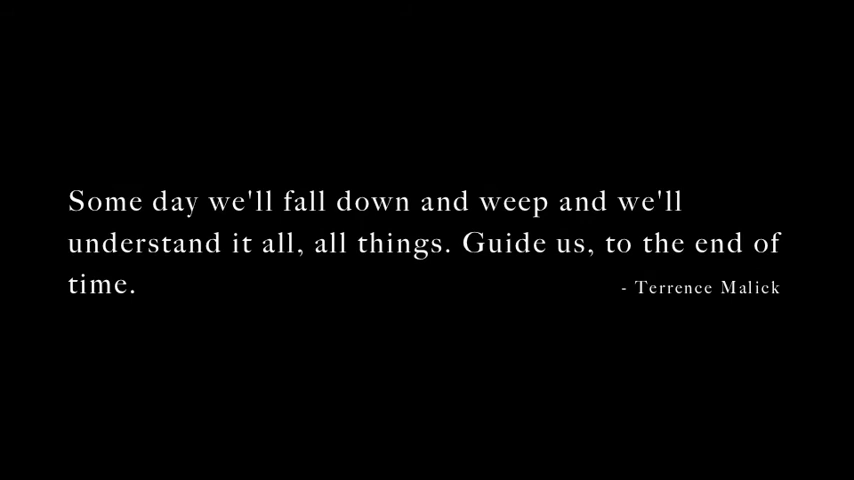 Some day we'll fall down and weep and we'll
understand it all, all things. Guide us, to the end of
time.
- Terrence Malick